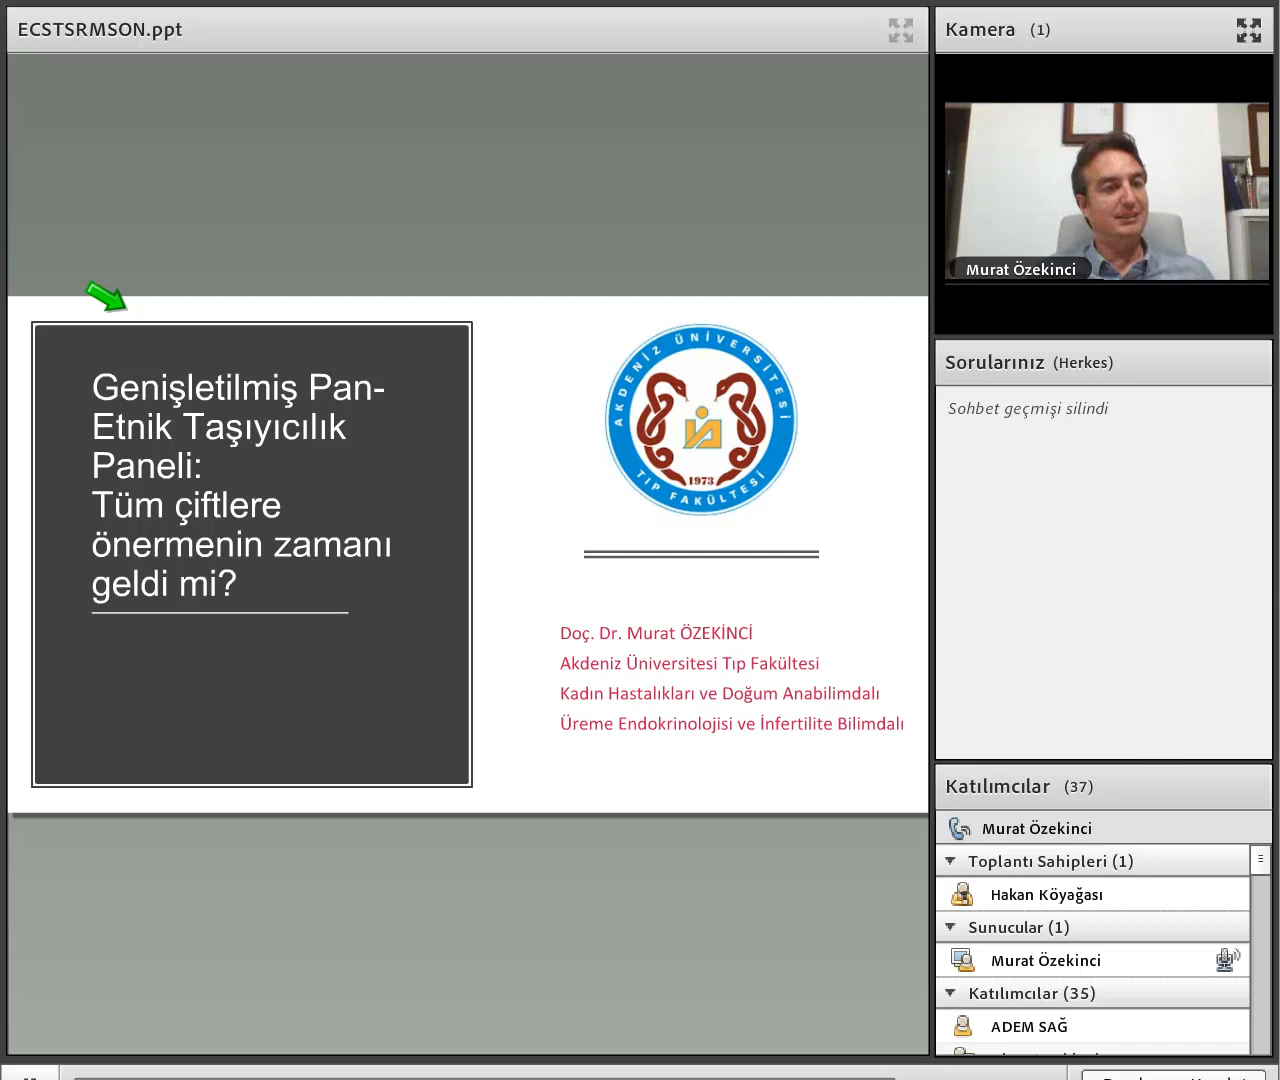 ECSTSRMSON.ppt
Genişletilmiş Pan-
Etnik Taşıyıcılık
Paneli:
Tüm çiftlere
önermenin zamanı
geldi mi?
AKDENİZ ÜNİVERSİTESİ
1973
TIP FAKÜLTESİ
Doç. Dr. Murat ÖZEKİNCİ
Akdeniz Üniversitesi Tıp Fakültesi
Kadın Hastalıkları ve Doğum Anabilimdalı
Üreme Endokrinolojisi ve İnfertilite Bilimdalı
Kamera (1)
Murat Özekinci
Sorularınız (Herkes)
Sohbet geçmişi silindi
Katılımcılar (37)
Murat Özekinci
Toplantı Sahipleri (1)
Hakan Köyağası
Sunucular (1)
Murat Özekinci
Katılımcılar (35)
ADEM SAĞ